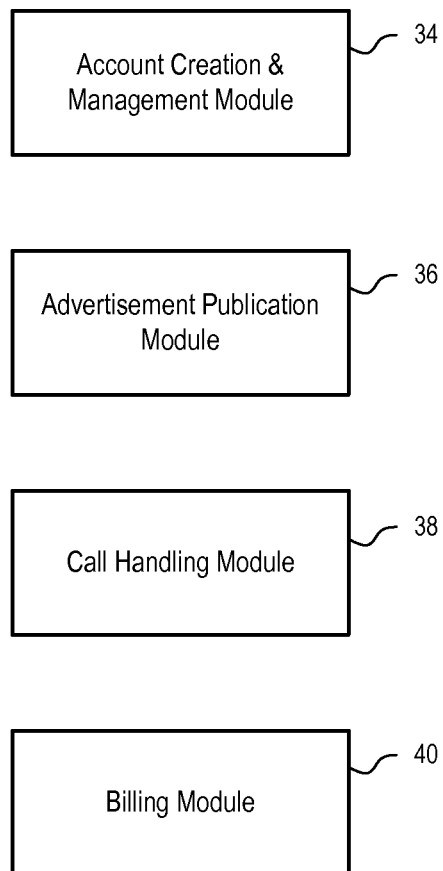 34
Account Creation &
Management Module
36
Advertisement Publication
Module
38
Call Handling Module
40
Billing Module